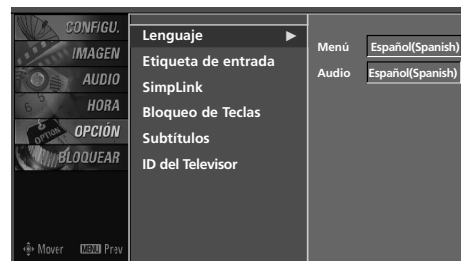 CONFIGU.
IMAGEN
AUDIO
HORA
OPCIÓN
BLOQUEAR
Mover MENU Prev
Lenguaje ▶
Etiqueta de entrada
SimpLink
Bloqueo de Teclas
Subtítulos
ID del Televisor
Menú Español(Spanish)
Audio Español(Spanish)